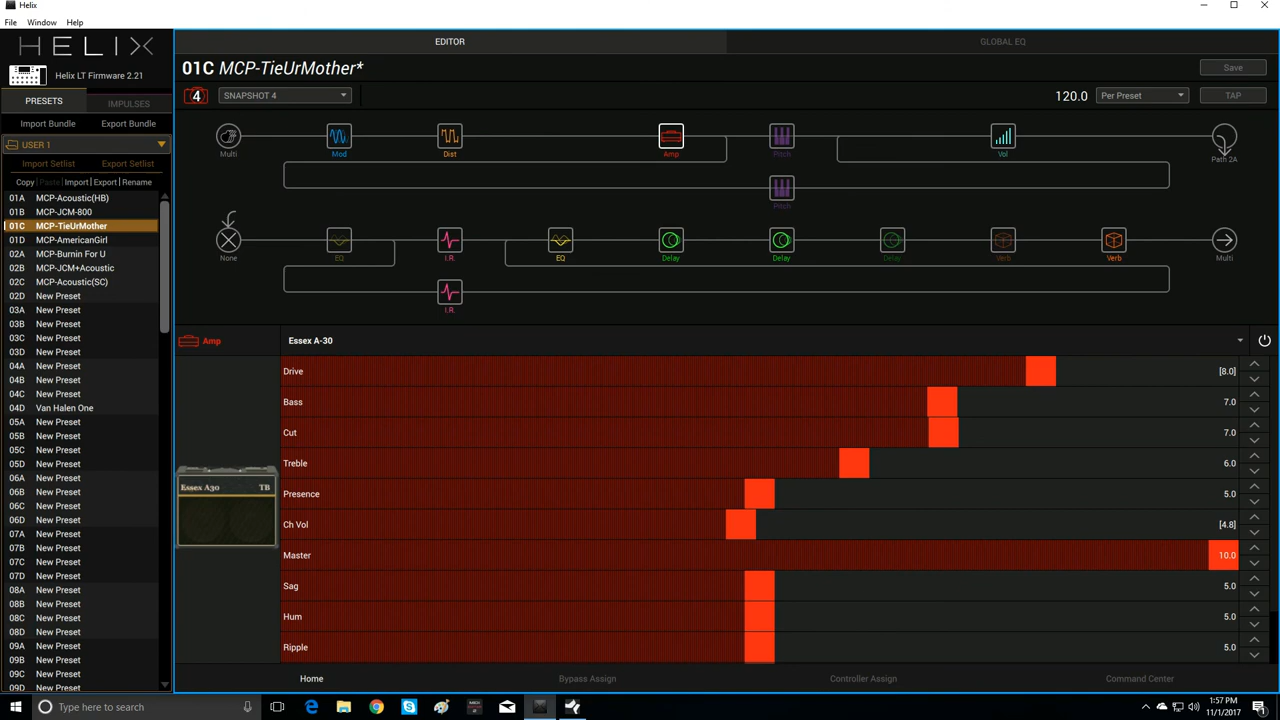 Helix
File Window Help
HELIX
Helix LT Firmware 2.21
PRESETS IMPULSES
Import Bundle Export Bundle
USER 1
Import Setlist Export Setlist
Copy Paste Import Export Rename
01A MCP-Acoustic(HB)
01B MCP-JCM-800
01C MCP-TieUrMother
01D MCP-AmericanGirl
02A MCP-Burnin For U
02B MCP-JCM+Acoustic
02C MCP-Acoustic(SC)
02D New Preset
03A New Preset
03B New Preset
03C New Preset
03D New Preset
04A New Preset
04B New Preset
04C New Preset
04D Van Halen One
05A New Preset
05B New Preset
05C New Preset
05D New Preset
06A New Preset
06B New Preset
06C New Preset
06D New Preset
07A New Preset
07B New Preset
07C New Preset
07D New Preset
08A New Preset
08B New Preset
08C New Preset
08D New Preset
09A New Preset
09B New Preset
09C New Preset
09D New Preset
EDITOR GLOBAL EQ
01C MCP-TieUrMother* Save
4 SNAPSHOT 4 120.0 Per Preset TAP
Multi Mod Dist Amp Pitch Vol Path 2A
Pitch
None EQ I.R. EQ Delay Delay Delay Verb Verb Multi
I.R.
Amp Essex A-30
Essex A30 TB
Drive [8.0]
Bass 7.0
Cut 7.0
Treble 6.0
Presence 5.0
Ch Vol [4.8]
Master 10.0
Sag 5.0
Hum 5.0
Ripple 5.0
Home Bypass Assign Controller Assign Command Center
Type here to search
1:57 PM
11/1/2017